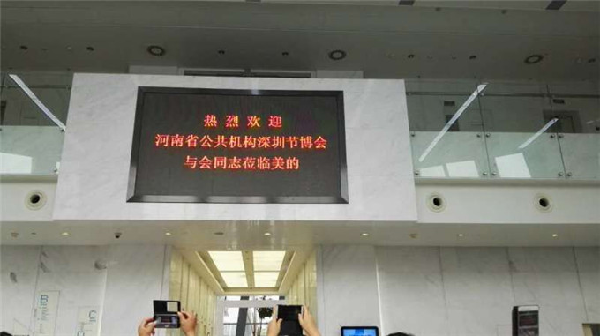 热烈欢迎
河南省公共机构深圳节博会
与会同志莅临美的